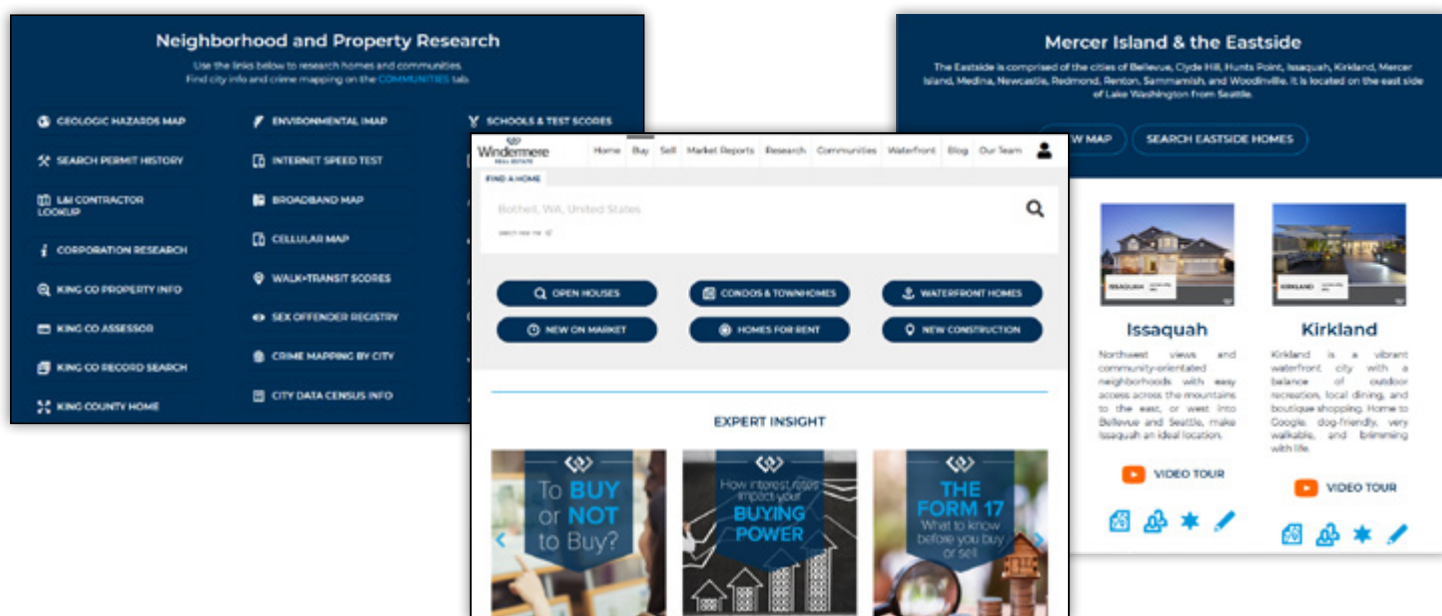 Neighborhood and Property Research
Use the links below to research homes and communities.
Find city info and crime mapping on the COMMUNITIES tab.
GEOLOGIC HAZARDS MAP
SEARCH PERMIT HISTORY
L&I CONTRACTOR
LOOKUP
CORPORATION RESEARCH
KING CO PROPERTY INFO
KING CO ASSESSOR
KING CO RECORD SEARCH
KING COUNTY HOME
ENVIRONMENTAL IMAP
INTERNET SPEED TEST
BROADBAND MAP
CELLULAR MAP
WALK+TRANSIT SCORES
SEX OFFENDER REGISTRY
CRIME MAPPING BY CITY
CITY DATA CENSUS INFO
SCHOOLS & TEST SCORES
Windermere
REAL ESTATE
Home Buy Sell Market Reports Research Communities Waterfront Blog Our Team
FIND A HOME
Bothell, WA, United States
OPEN HOUSES
CONDOS & TOWNHOMES
WATERFRONT HOMES
NEW ON MARKET
HOMES FOR RENT
NEW CONSTRUCTION
EXPERT INSIGHT
To BUY
or NOT
to Buy?
How interest rates
impact your
BUYING
POWER
THE
FORM 17
What to know
before you buy
or sell
Mercer Island & the Eastside
The Eastside is comprised of the cities of Bellevue, Clyde Hill, Hunts Point, Issaquah, Kirkland, Mercer
Island, Medina, Newcastle, Redmond, Renton, Sammamish, and Woodinville. It is located on the east side
of Lake Washington from Seattle.
W MAP
SEARCH EASTSIDE HOMES
ISSAQUAH
KIRKLAND
Issaquah
Northwest views and
community-orientated
neighborhoods with easy
access across the mountains
to the east, or west into
Bellevue and Seattle, make
Issaquah an ideal location.
VIDEO TOUR
Kirkland
Kirkland is a vibrant
waterfront city with a
balance of outdoor
recreation, local dining, and
boutique shopping. Home to
Google, dog-friendly, very
walkable, and brimming
with life.
VIDEO TOUR